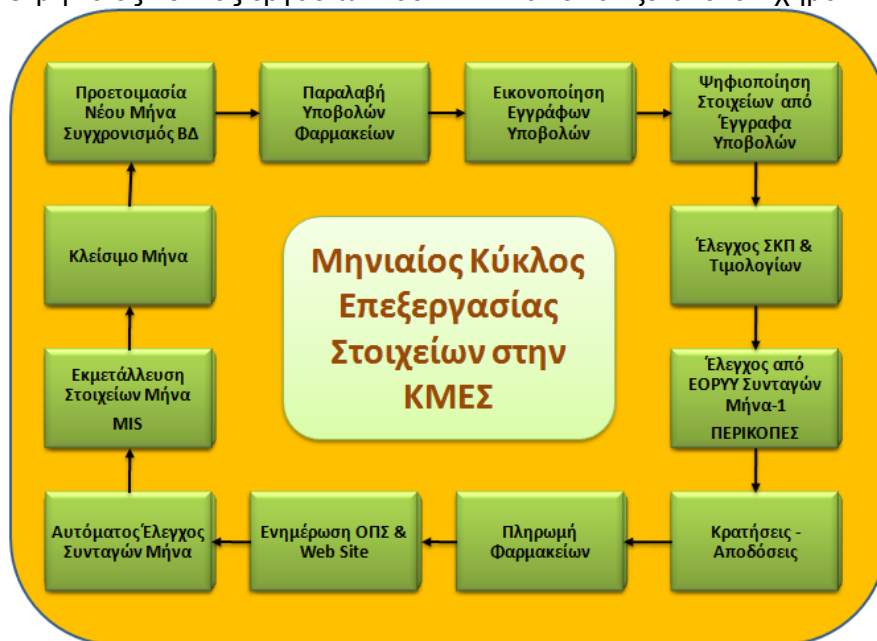 Προετοιμασία
Νέου Μήνα
Συγχρονισμός ΒΔ
Παραλαβή
Υποβολών
Φαρμακείων
Εικονοποίηση
Εγγράφων
Υποβολών
Ψηφιοποίηση
Στοιχείων από
Έγγραφα
Υποβολών
Κλείσιμο Μήνα
Μηνιαίος Κύκλος
Επεξεργασίας
Στοιχείων στην
ΚΜΕΣ
Έλεγχος ΣΚΠ &
Τιμολογίων
Εκμετάλλευση
Στοιχείων Μήνα
MIS
Έλεγχος από
ΕΟΡΥΥ Συνταγών
Μήνα-1
ΠΕΡΙΚΟΠΕΣ
Αυτόματος Έλεγχος
Συνταγών Μήνα
Ενημέρωση ΟΠΣ &
Web Site
Πληρωμή
Φαρμακείων
Κρατήσεις -
Αποδόσεις